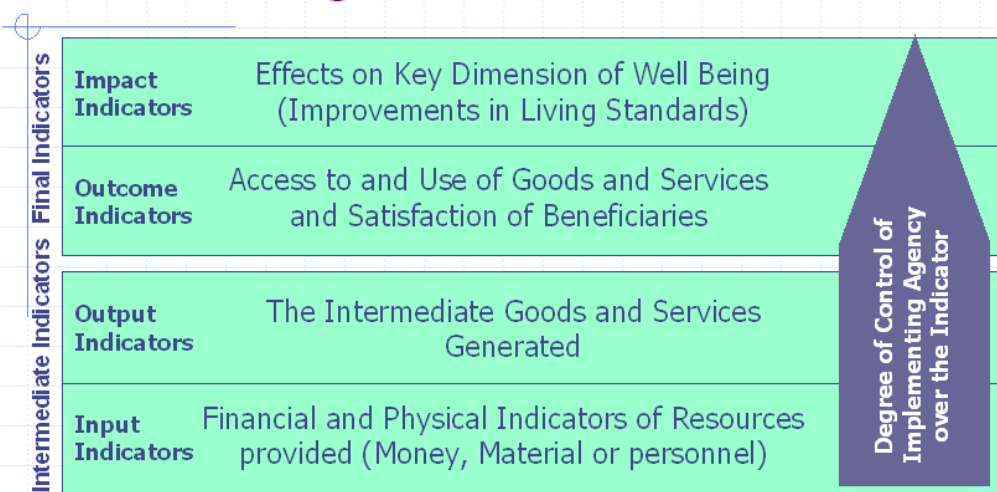 Final Indicators
Impact
Indicators
Effects on Key Dimension of Well Being
(Improvements in Living Standards)
Outcome
Indicators
Access to and Use of Goods and Services
and Satisfaction of Beneficiaries
Intermediate Indicators
Output
Indicators
The Intermediate Goods and Services
Generated
Input
Indicators
Financial and Physical Indicators of Resources
provided (Money, Material or personnel)
Degree of Control of
Implementing Agency
over the Indicator